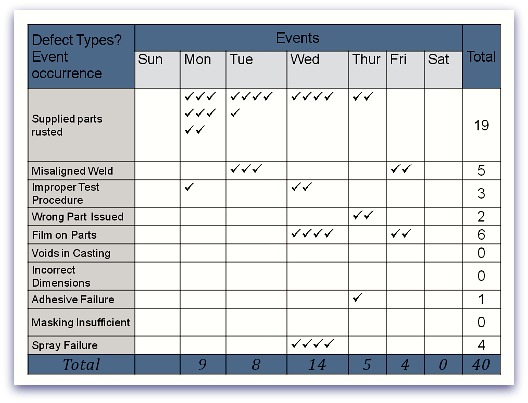 Defect Types?
Event
occurrence
Events
Total
Sun Mon Tue Wed Thur Fri Sat
Supplied parts
rusted
✓✓✓ ✓✓✓✓ ✓✓✓✓ ✓✓
✓✓✓ ✓
✓✓
19
Misaligned Weld ✓✓✓ ✓✓ 5
Improper Test
Procedure
✓ ✓✓ 3
Wrong Part Issued ✓✓ 2
Film on Parts ✓✓✓✓ ✓✓ 6
Voids in Casting 0
Incorrect
Dimensions
0
Adhesive Failure ✓ 1
Masking Insufficient 0
Spray Failure ✓✓✓✓ 4
Total 9 8 14 5 4 0 40